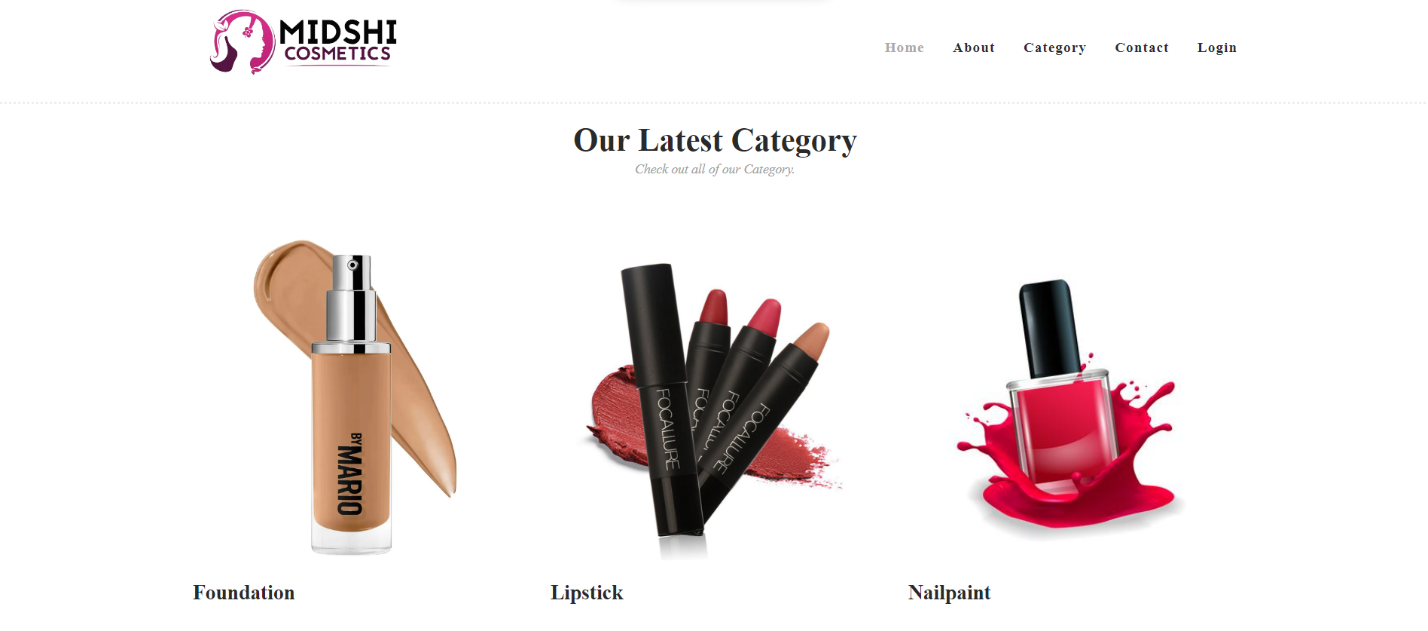 MIDSHI
COSMETICS
Home About Category Contact Login
Our Latest Category
Check out all of our Category.
BY MARIO
FOCALLURE
FOCALLURE
FOCALLURE
Foundation Lipstick Nailpaint